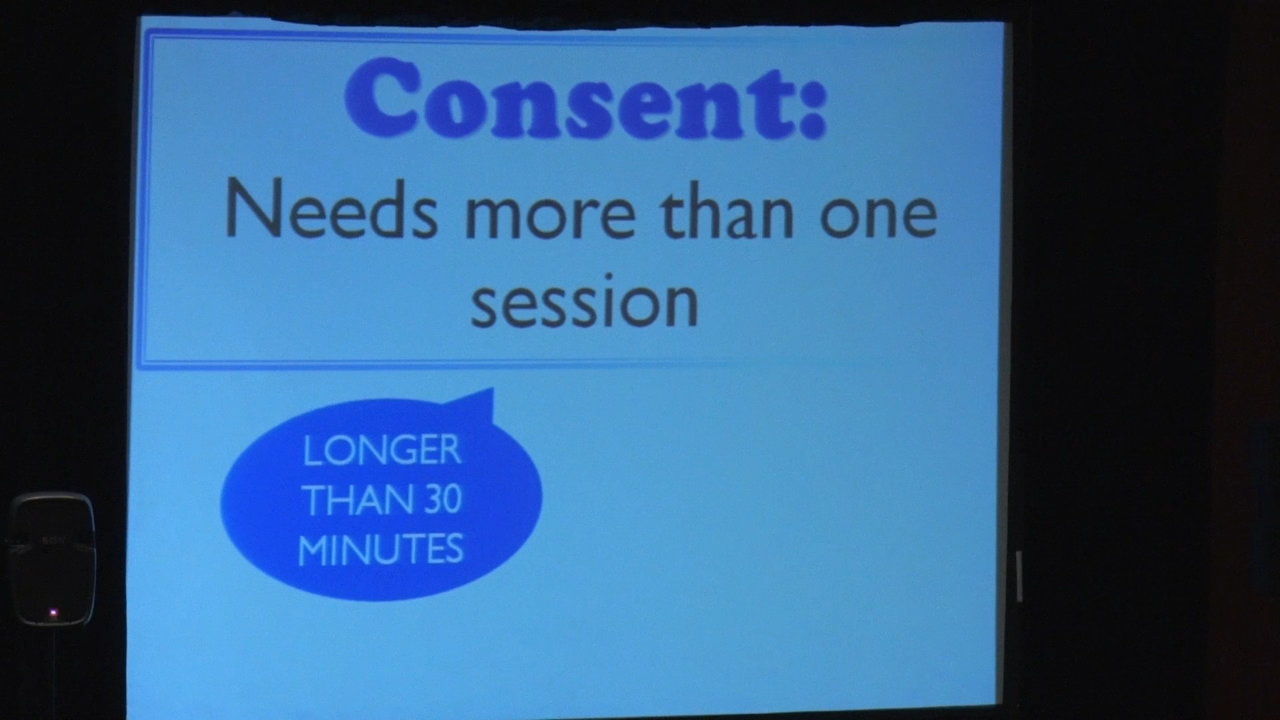 Consent:
Needs more than one
session
LONGER
THAN 30
MINUTES